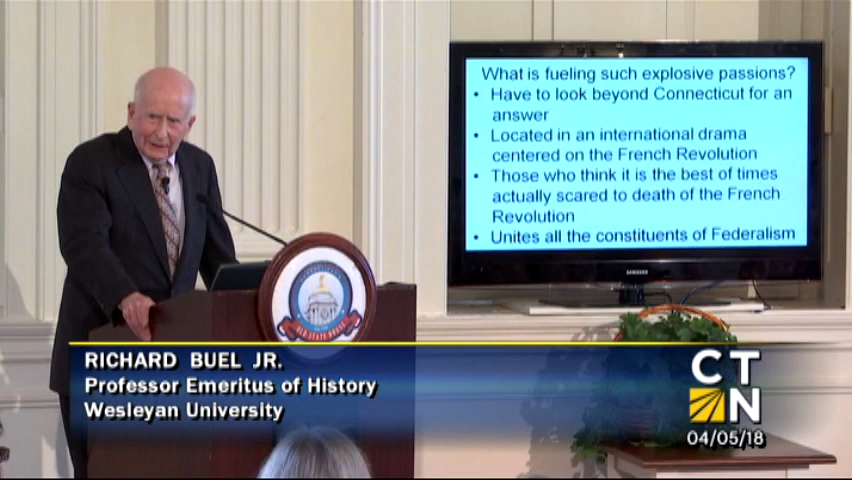 What is fueling such explosive passions?
• Have to look beyond Connecticut for an
answer
• Located in an international drama
centered on the French Revolution
• Those who think it is the best of times
actually scared to death of the French
Revolution
• Unites all the constituents of Federalism
SAMSUNG
OLD STATE HOUSE
RICHARD BUEL JR.
Professor Emeritus of History
Wesleyan University
CTN
04/05/18